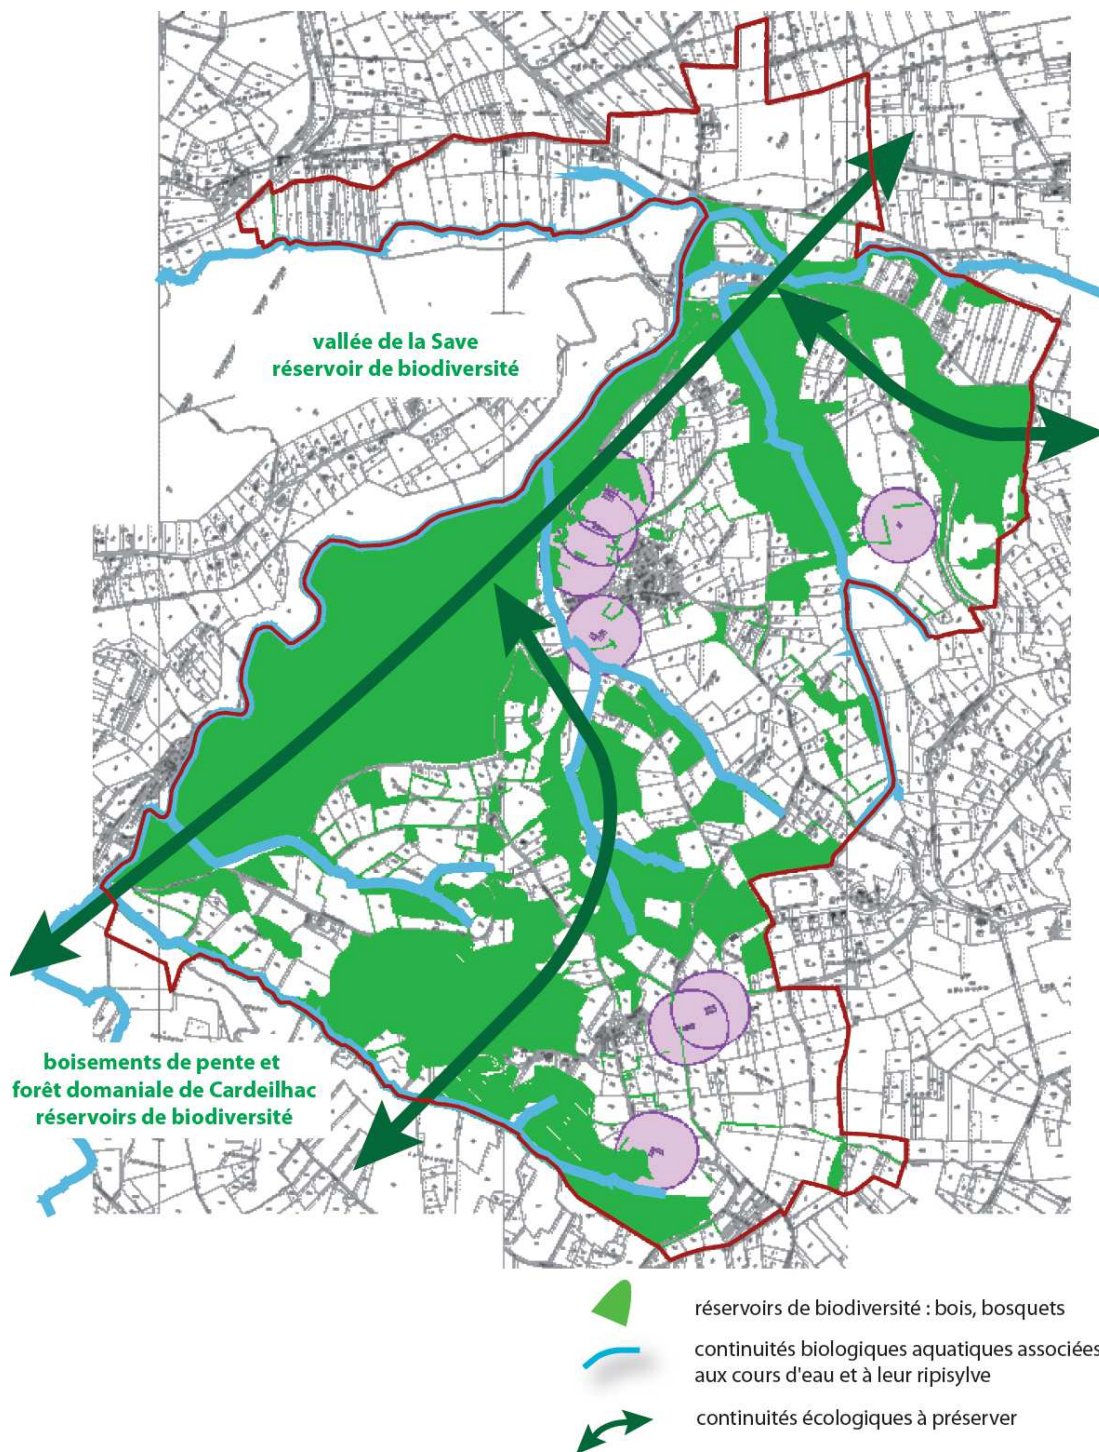 vallée de la Save
réservoir de biodiversité
boisements de pente et
forêt domaniale de Cardeilhac
réservoirs de biodiversité
réservoirs de biodiversité : bois, bosquets
continuités biologiques aquatiques associées
aux cours d'eau et à leur ripisylve
continuités écologiques à préserver